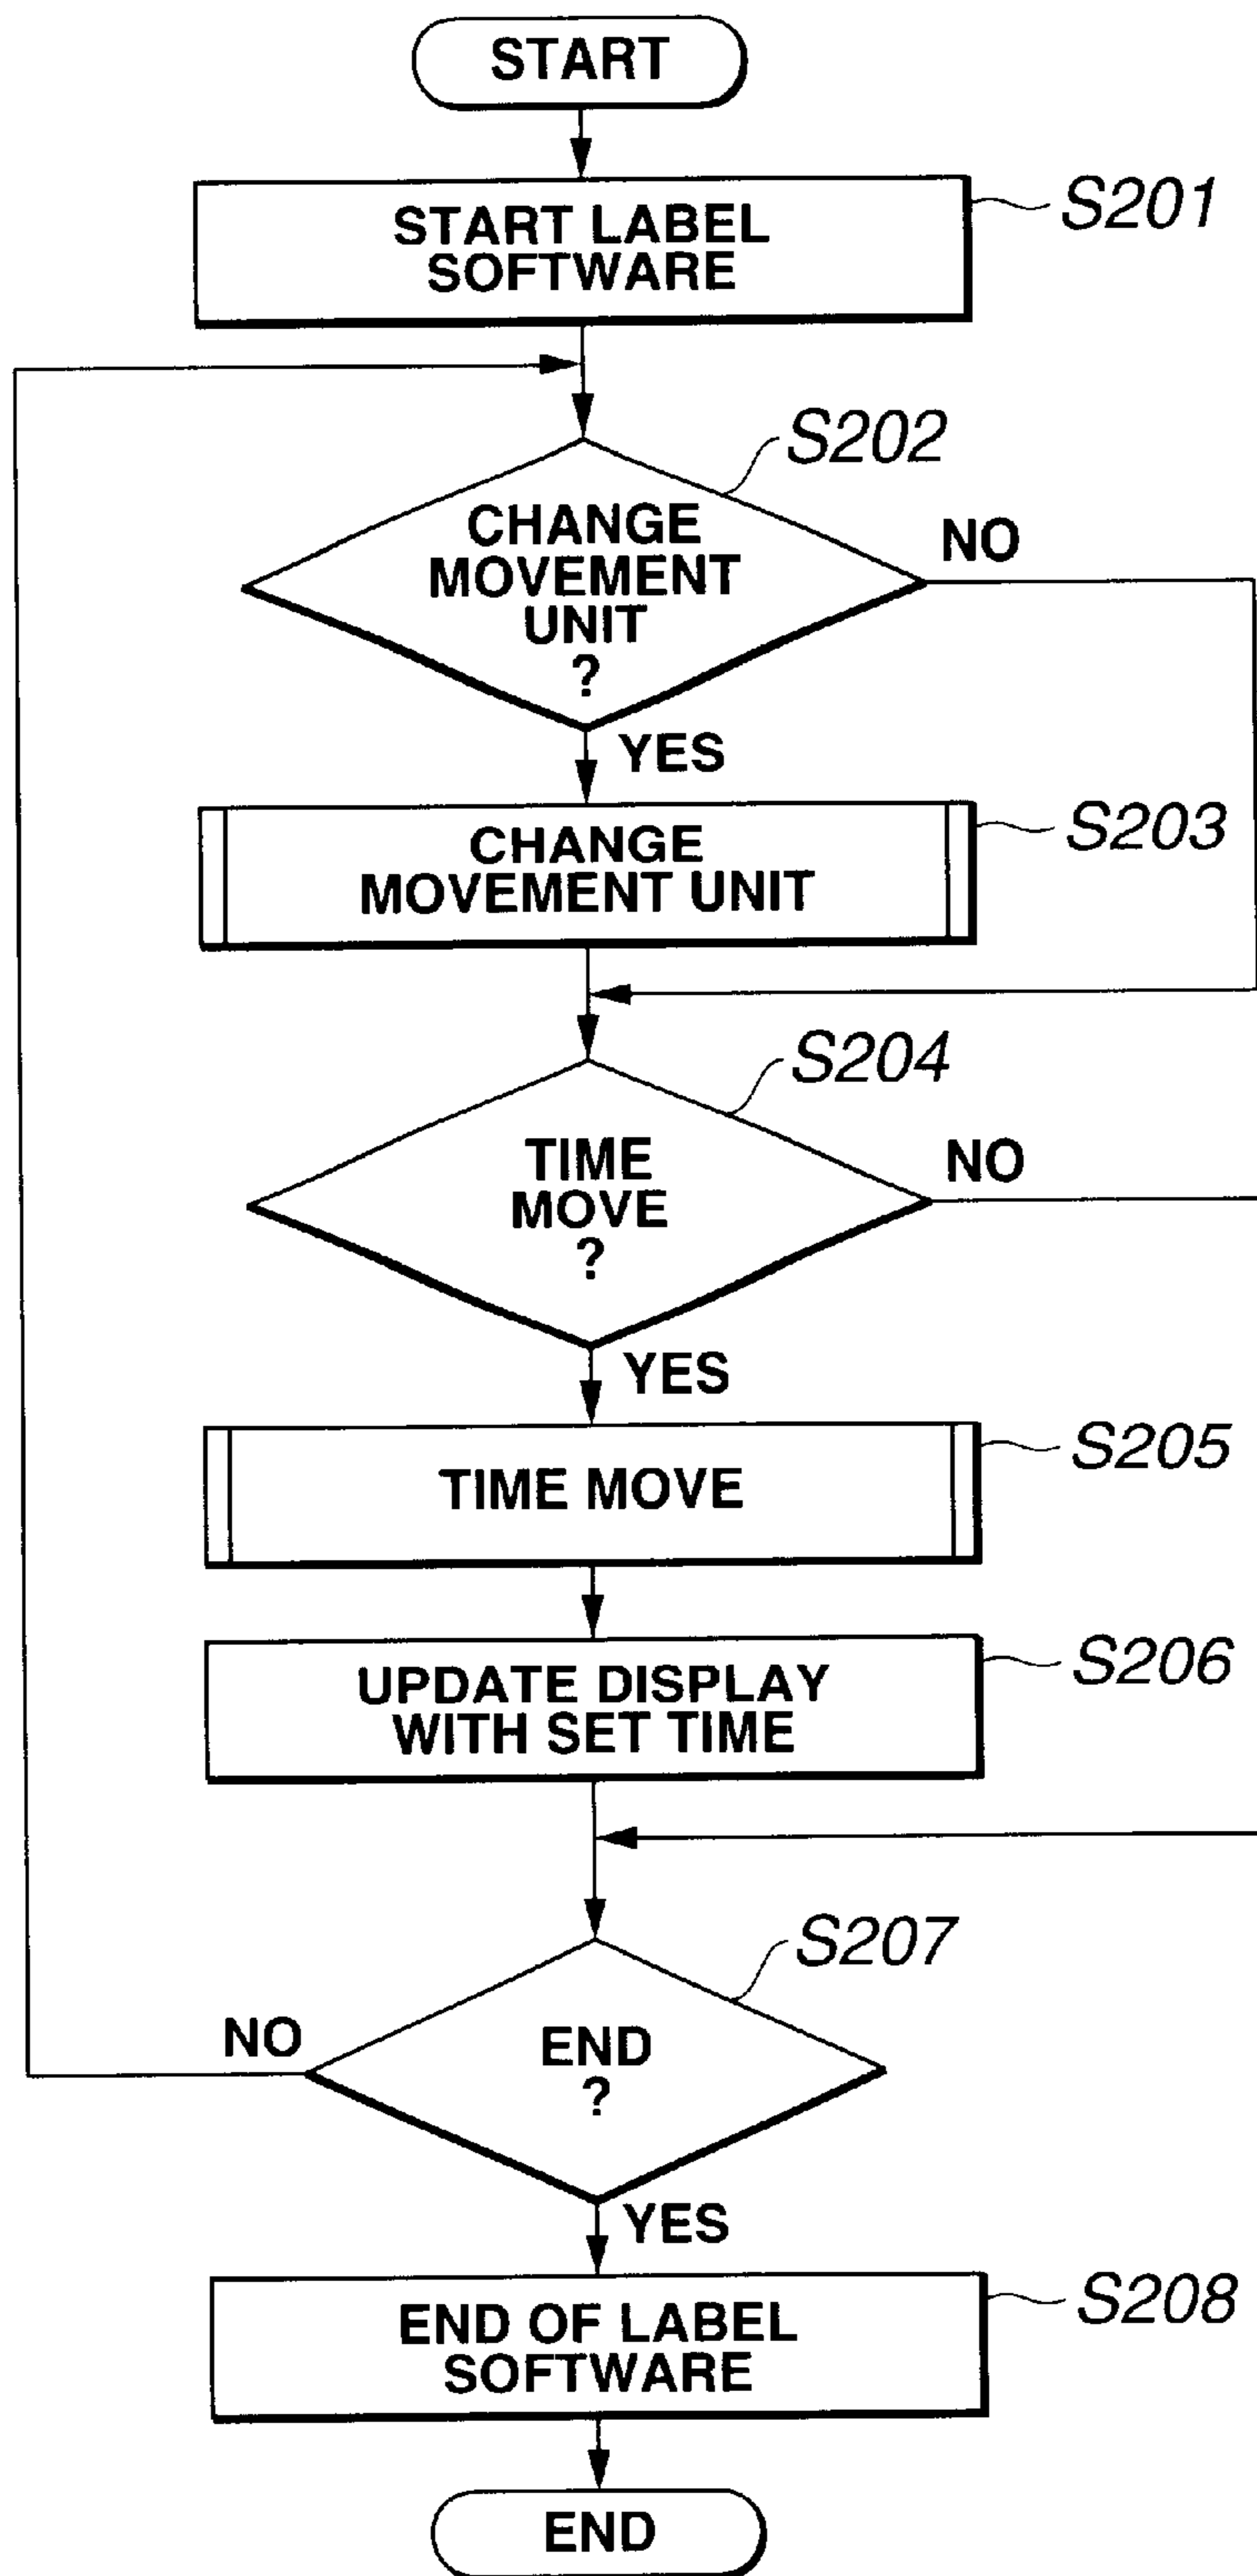 START
START LABEL
SOFTWARE
S201
S202
CHANGE
MOVEMENT
UNIT
?
NO
YES
CHANGE
MOVEMENT UNIT
S203
S204
TIME
MOVE
?
NO
YES
TIME MOVE
S205
UPDATE DISPLAY
WITH SET TIME
S206
S207
END
?
NO
YES
END OF LABEL
SOFTWARE
S208
END